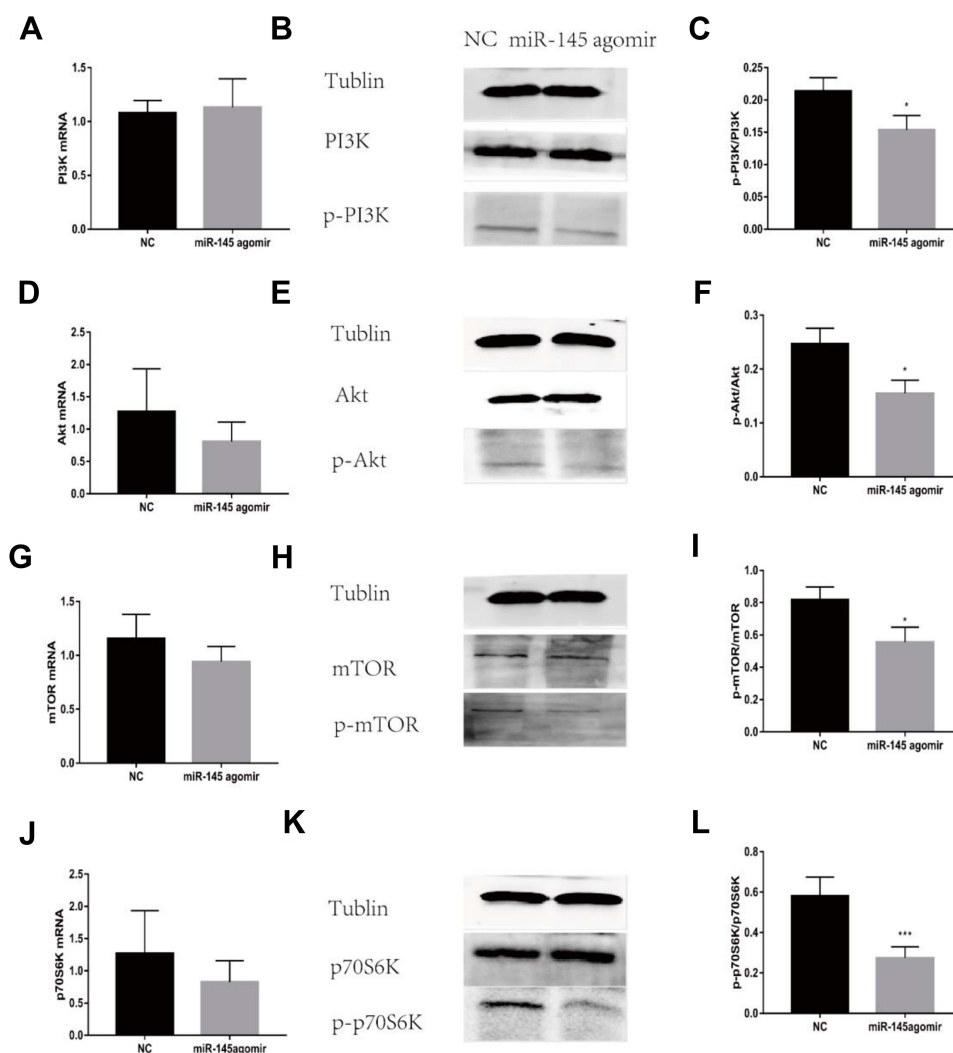 A
B
C
NC miR-145 agomir
PI3K mRNA
1.5
1.0
0.5
0.0
NC miR-145 agomir
Tublin
PI3K
p-PI3K
p-PI3K/PI3K
0.25
0.20
0.15
0.10
0.05
0.00
*
NC miR-145 agomir
D
E
F
Akt mRNA
2.5
2.0
1.5
1.0
0.5
0.0
NC miR-145 agomir
Tublin
Akt
p-Akt
p-Akt/Akt
0.3
0.2
0.1
0.0
*
NC miR-145 agomir
G
H
I
mTOR mRNA
1.5
1.0
0.5
0.0
NC miR-145 agomir
Tublin
mTOR
p-mTOR
p-mTOR/mTOR
1.0
0.8
0.6
0.4
0.2
0.0
*
NC miR-145 agomir
J
K
L
p70S6K mRNA
2.5
2.0
1.5
1.0
0.5
0.0
NC miR-145agomir
Tublin
p70S6K
p-p70S6K
p-p70S6K/p70S6K
0.8
0.6
0.4
0.2
0.0
***
NC miR-145agomir